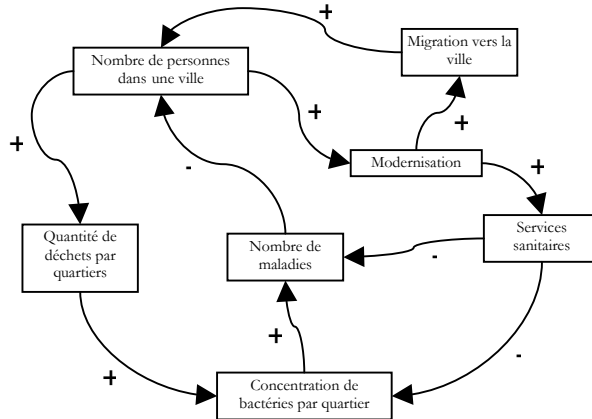 +
Nombre de personnes
dans une ville
Migration vers la
ville
+
+
+
-
Modernisation
+
Quantité de
déchets par
quartiers
Nombre de
maladies
Services
sanitaires
-
+
-
+
Concentration de
bactéries par quartier